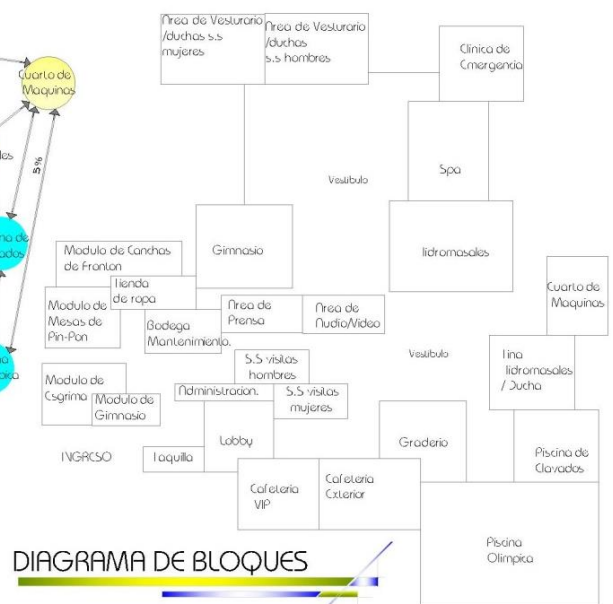 Area de Vesturario
/duchas s.s
mujeres
Area de Vesturario
/duchas
s.s hombres
Clínica de
Emergencia
Cuarto de
Maquinas
5%
Spa
Vestibulo
Gimnasio
Hidromasales
Modulo de Canchas
de Fronton
Tienda
de ropa
Modulo de
Mesas de
Pin-Pon
Bodega
Mantenimiento.
Area de
Prensa
Area de
Audio/Video
Cuarto de
Maquinas
S.S visitas
hombres
Vestibulo
Tina
Hidromasales
/ Ducha
Modulo de
Esgrima
Modulo de
Gimnasio
Administracion.
S.S visitas
mujeres
Lobby
Graderio
INGRESO
Taquilla
Piscina de
Clavados
Cafeteria
VIP
Cafeteria
Exterior
Piscina
Olimpica
DIAGRAMA DE BLOQUES